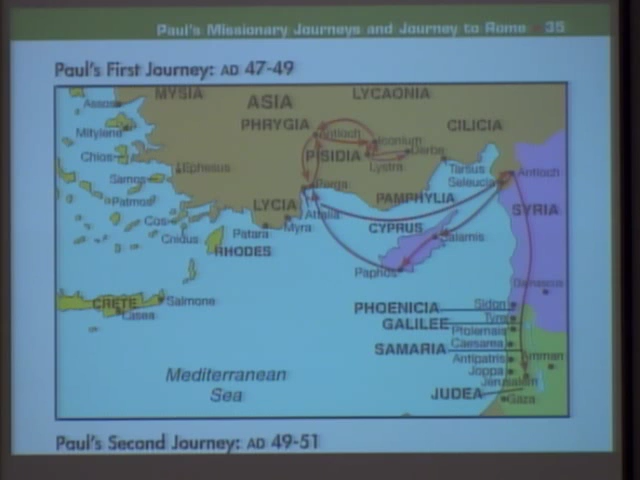 Paul's Missionary Journeys and Journey to Rome 35
Paul's First Journey: AD 47-49
MYSIA
ASIA
LYCAONIA
Assos
PHRYGIA
CILICIA
Mitylene
Antioch
Iconium
Derbe
Chios
PISIDIA
Lystra
Ephesus
Tarsus
Antioch
Samos
Perga
Seleucia
Patmos
LYCIA
PAMPHYLIA
SYRIA
Attalia
Cos
Myra
CYPRUS
Patara
Cnidus
Salamis
RHODES
Paphos
Damascus
CRETE
Salmone
PHOENICIA
Sidon
Lasea
GALILEE
Tyre
Ptolemais
SAMARIA
Caesarea
Antipatris
Amman
Joppa
Mediterranean
Sea
Jerusalem
JUDEA
Gaza
Paul's Second Journey: AD 49-51